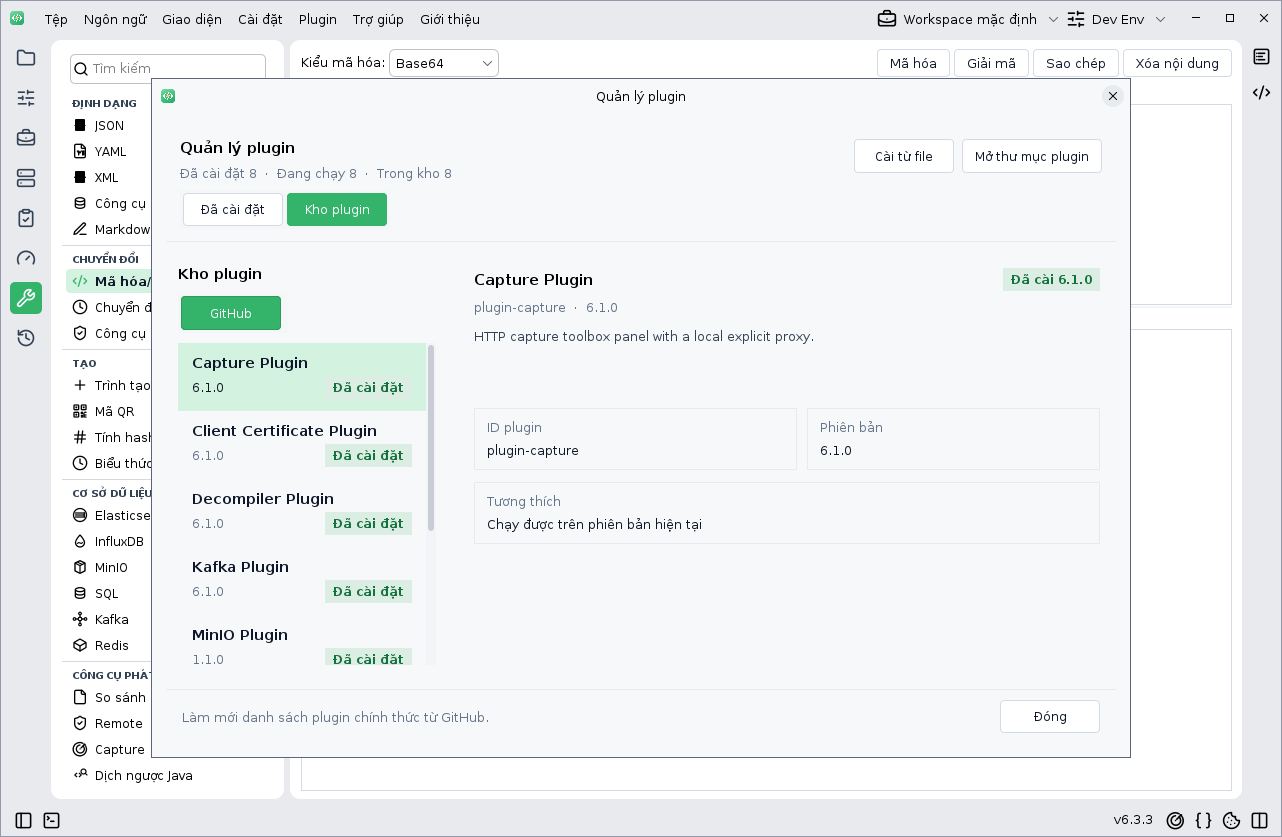 Tệp Ngôn ngữ Giao diện Cài đặt Plugin Trợ giúp Giới thiệu Workspace mặc định Dev Env
Tìm kiếm
Kiểu mã hóa: Base64 Mã hóa Giải mã Sao chép Xóa nội dung
ĐỊNH DẠNG
JSON
YAML
XML
Công cụ
Markdow
CHUYỂN ĐỔI
Mã hóa/
Chuyển đ
Công cụ
TẠO
Trình tạo
Mã QR
Tính hash
Biểu thức
CƠ SỞ DỮ LIỆU
Elasticse
InfluxDB
MinIO
SQL
Kafka
Redis
CÔNG CỤ PHÁT
So sánh
Remote
Capture
Dịch ngược Java
Quản lý plugin
Quản lý plugin
Đã cài đặt 8 · Đang chạy 8 · Trong kho 8
Cài từ file Mở thư mục plugin
Đã cài đặt Kho plugin
Kho plugin
GitHub
Capture Plugin
6.1.0 Đã cài đặt
Client Certificate Plugin
6.1.0 Đã cài đặt
Decompiler Plugin
6.1.0 Đã cài đặt
Kafka Plugin
6.1.0 Đã cài đặt
MinIO Plugin
1.1.0 Đã cài đặt
Capture Plugin Đã cài 6.1.0
plugin-capture · 6.1.0
HTTP capture toolbox panel with a local explicit proxy.
ID plugin
plugin-capture
Phiên bản
6.1.0
Tương thích
Chạy được trên phiên bản hiện tại
Làm mới danh sách plugin chính thức từ GitHub.
Đóng
v6.3.3